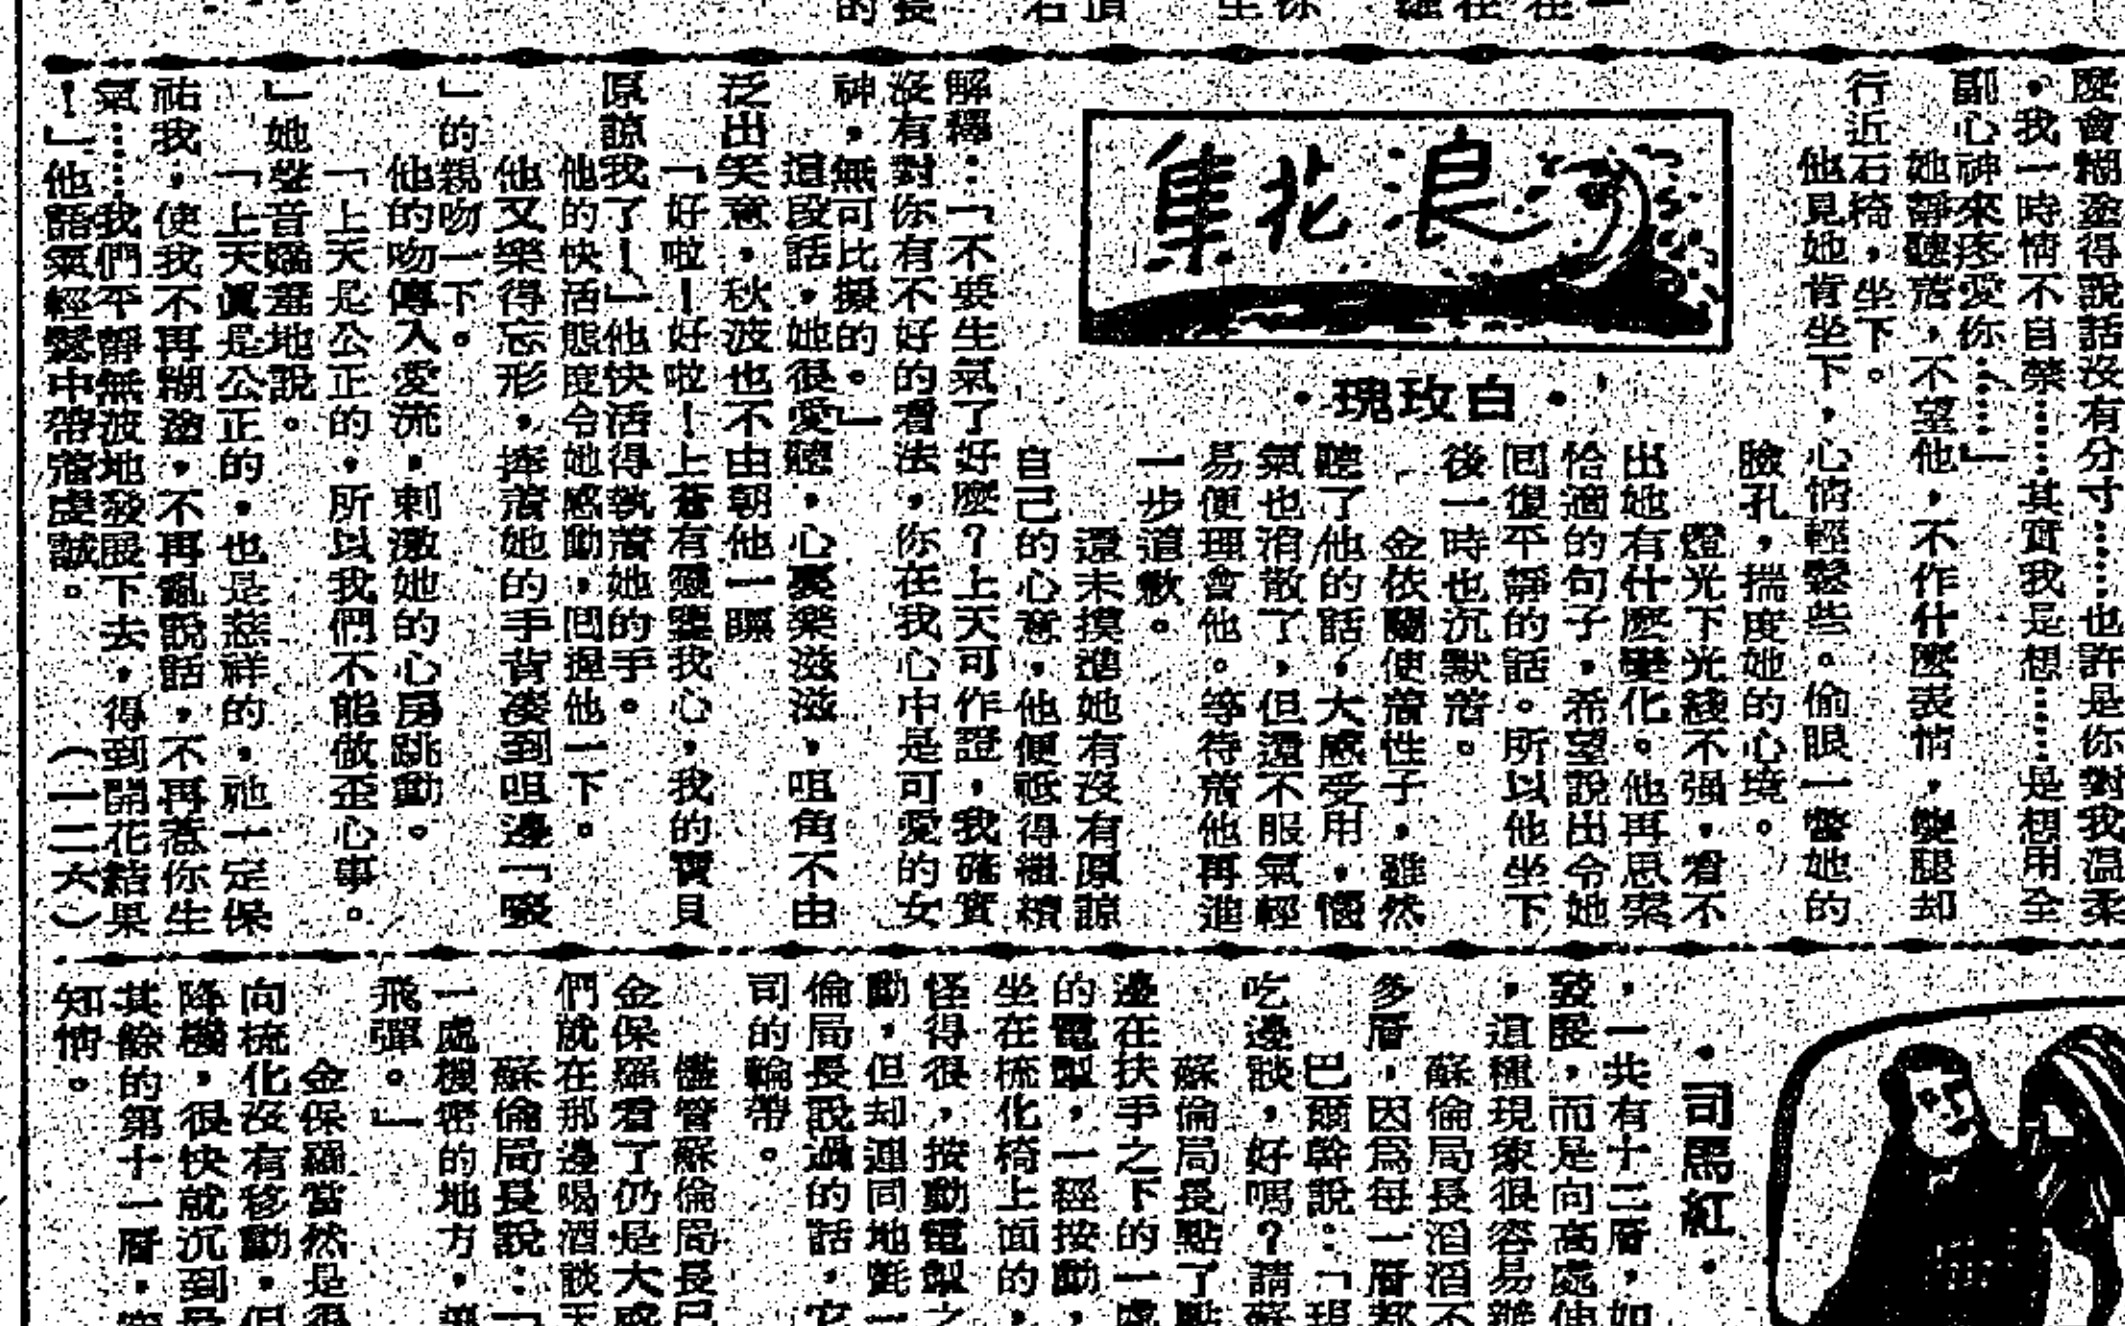 麼會糊塗得說話沒有分寸……也許是你對我溫柔
，我一時情不自禁……其實我是想……是想用全
副心神來疼愛你……」
她靜聽着，不望他，不作什麼表情，雙腿却
行近石椅，坐下。
他見她肯坐下，心情輕鬆些。偷眼一瞥她的
臉孔，揣度她的心境。
燈光下光綫不强，看不
出她有什麼變化。他再思索
恰適的句子，希望說出令她
囘復平靜的話。所以他坐下
後一時也沉默着。
金依蘭使着性子，雖然
聽了他的話，大感受用，惱
氣也消散了，但還不服氣輕
易便理會他。等待着他再進
一步道歉。
還未摸準她有沒有原諒
自己的心意，他便祗得繼續
浪花集
•白玫瑰•
解釋：「不要生氣了好麼？上天可作證，我確實
沒有對你有不好的看法，你在我心中是可愛的女
神，無可比擬的。」
這段話，她很愛聽，心裏樂滋滋，咀角不由
泛出笑意，秋波也不由朝他一瞟
「好啦！好啦！上蒼有靈鑒我心，我的寶貝
原諒我了！」他快活得執着她的手。
他的快活態度令她感動，囘握他一下。
他又樂得忘形，捧着她的手背湊到咀邊「啜
」的親吻一下。
他的吻傳入愛流，刺激她的心房跳動。
「上天是公正的，所以我們不能做歪心事。
」她聲音嬌羞地說。
「上天眞是公正的，也是慈祥的，祂一定保
祐我，使我不再糊塗，不再亂說話，不再惹你生
氣……我們平靜無波地發展下去，得到開花結果
！」他語氣輕鬆中帶着虔誠。（一二六）
•司馬紅•
，一共有十二層，如
發展，而是向高處伸
，這種現象很容易
蘇倫局長滔滔不
多層，因爲每一層都
巴爾幹說：「現
吃邊談，好嗎？請蘇
蘇倫局長點了點
邊在扶手之下的一處
的電掣，一經按動，
坐在梳化椅上面的，
怪得很，按動電掣之
動，但却連同地氈一
倫局長說過的話，它
司的輪帶。
儘管蘇倫局長已
金保羅看了仍是大感
們就在那邊喝酒談天
蘇倫局長說：「
一處機密的地方，
飛彈。」
金保羅當然是很
向梳化沒有移動，但
降機，很快就沉到
其餘的第十一層，
知情。